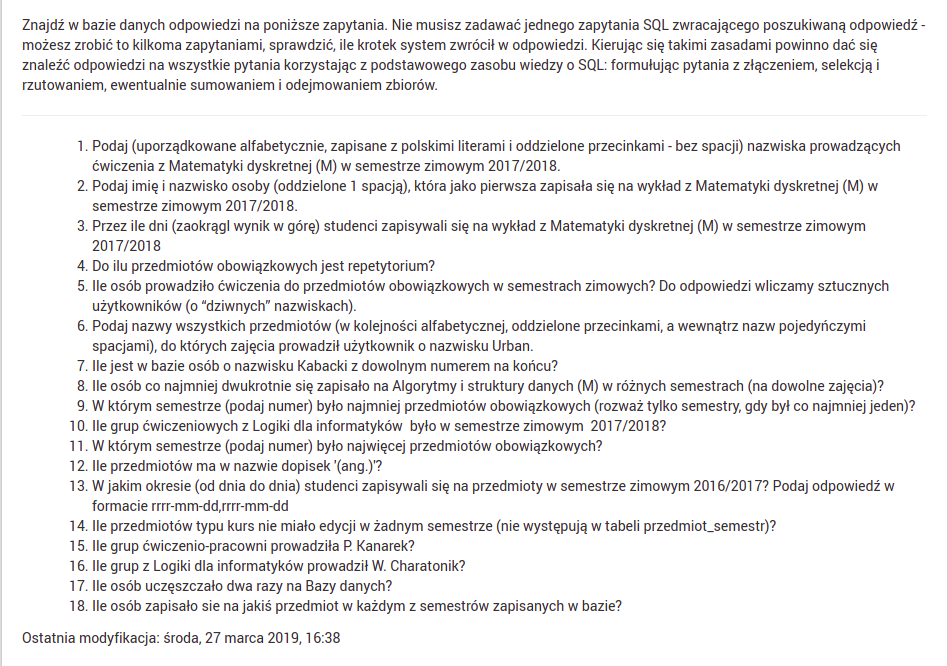 Znajdź w bazie danych odpowiedzi na poniższe zapytania. Nie musisz zadawać jednego zapytania SQL zwracającego poszukiwaną odpowiedź -
możesz zrobić to kilkoma zapytaniami, sprawdzić, ile krotek system zwrócił w odpowiedzi. Kierując się takimi zasadami powinno dać się
znaleźć odpowiedzi na wszystkie pytania korzystając z podstawowego zasobu wiedzy o SQL: formułując pytania z złączeniem, selekcją i
rzutowaniem, ewentualnie sumowaniem i odejmowaniem zbiorów.
1. Podaj (uporządkowane alfabetycznie, zapisane z polskimi literami i oddzielone przecinkami - bez spacji) nazwiska prowadzących
ćwiczenia z Matematyki dyskretnej (M) w semestrze zimowym 2017/2018.
2. Podaj imię i nazwisko osoby (oddzielone 1 spacją), która jako pierwsza zapisała się na wykład z Matematyki dyskretnej (M) w
semestrze zimowym 2017/2018.
3. Przez ile dni (zaokrągl wynik w górę) studenci zapisywali się na wykład z Matematyki dyskretnej (M) w semestrze zimowym
2017/2018
4. Do ilu przedmiotów obowiązkowych jest repetytorium?
5. Ile osób prowadziło ćwiczenia do przedmiotów obowiązkowych w semestrach zimowych? Do odpowiedzi wliczamy sztucznych
użytkowników (o “dziwnych” nazwiskach).
6. Podaj nazwy wszystkich przedmiotów (w kolejności alfabetycznej, oddzielone przecinkami, a wewnątrz nazw pojedyńczymi
spacjami), do których zajęcia prowadził użytkownik o nazwisku Urban.
7. Ile jest w bazie osób o nazwisku Kabacki z dowolnym numerem na końcu?
8. Ile osób co najmniej dwukrotnie się zapisało na Algorytmy i struktury danych (M) w różnych semestrach (na dowolne zajęcia)?
9. W którym semestrze (podaj numer) było najmniej przedmiotów obowiązkowych (rozważ tylko semestry, gdy był co najmniej jeden)?
10. Ile grup ćwiczeniowych z Logiki dla informatyków było w semestrze zimowym 2017/2018?
11. W którym semestrze (podaj numer) było najwięcej przedmiotów obowiązkowych?
12. Ile przedmiotów ma w nazwie dopisek '(ang.)'?
13. W jakim okresie (od dnia do dnia) studenci zapisywali się na przedmioty w semestrze zimowym 2016/2017? Podaj odpowiedź w
formacie rrrr-mm-dd,rrrr-mm-dd
14. Ile przedmiotów typu kurs nie miało edycji w żadnym semestrze (nie występują w tabeli przedmiot_semestr)?
15. Ile grup ćwiczenio-pracowni prowadziła P. Kanarek?
16. Ile grup z Logiki dla informatyków prowadził W. Charatonik?
17. Ile osób uczęszczało dwa razy na Bazy danych?
18. Ile osób zapisało sie na jakiś przedmiot w każdym z semestrów zapisanych w bazie?
Ostatnia modyfikacja: środa, 27 marca 2019, 16:38